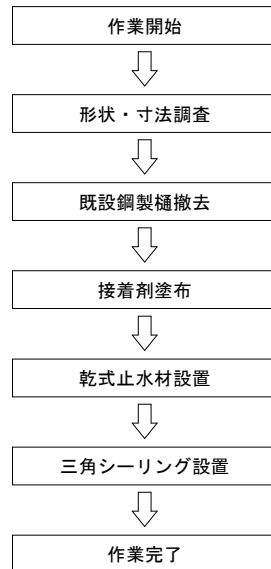 作業開始
形状・寸法調査
既設鋼製樋撤去
接着剤塗布
乾式止水材設置
三角シーリング設置
作業完了